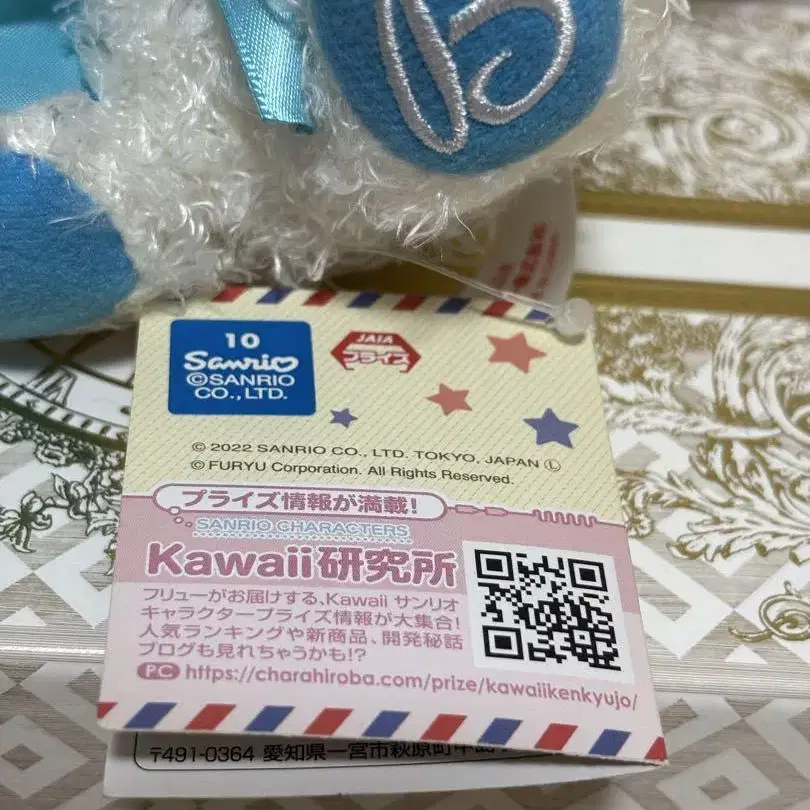 B
10
Sanrio
©SANRIO
CO.,LTD.
JAIA
プライズ
© 2022 SANRIO CO., LTD. TOKYO, JAPAN Ⓛ
© FURYU Corporation. All Rights Reserved.
プライズ情報が満載!
SANRIO CHARACTERS
Kawaii研究所
フリューがお届けする、Kawaii サンリオ
キャラクタープライズ情報が大集合!
人気ランキングや新商品、開発秘話
ブログも見れちゃうかも!?
PC https://charahiroba.com/prize/kawaiikenkyujo/
〒491-0364 愛知県一宮市萩原町中島